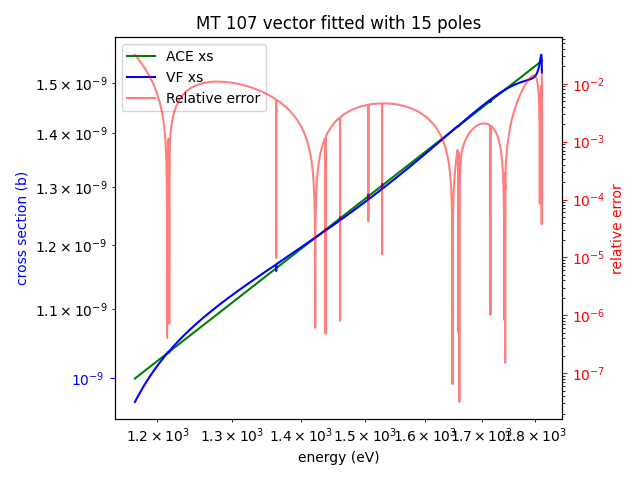 MT 107 vector fitted with 15 poles
ACE xs
VF xs
Relative error
1.5 × 10⁻⁹
1.4 × 10⁻⁹
1.3 × 10⁻⁹
1.2 × 10⁻⁹
1.1 × 10⁻⁹
10⁻⁹
cross section (b)
10⁻²
10⁻³
10⁻⁴
10⁻⁵
10⁻⁶
10⁻⁷
relative error
1.2 × 10³ 1.3 × 10³ 1.4 × 10³ 1.5 × 10³ 1.6 × 10³ 1.7 × 10³ 1.8 × 10³
energy (eV)